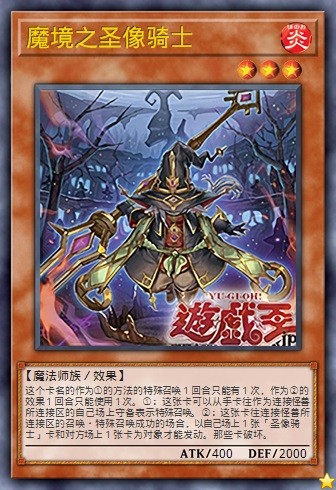 魔境之圣像骑士
炎
YU-GI-OH!
遊戯王
JP
【魔法师族/效果】
这个卡名的作为①的方法的特殊召唤1回合只能有1次，作为②的
效果1回合只能使用1次。①：这张卡可以从手卡往作为连接怪兽
所连接区的自己场上守备表示特殊召唤。②：这张卡往连接怪兽所
连接区的召唤·特殊召唤成功的场合，以自己场上1张「圣像骑
士」卡和对方场上1张卡为对象才能发动。那些卡破坏。
ATK/400 DEF/2000